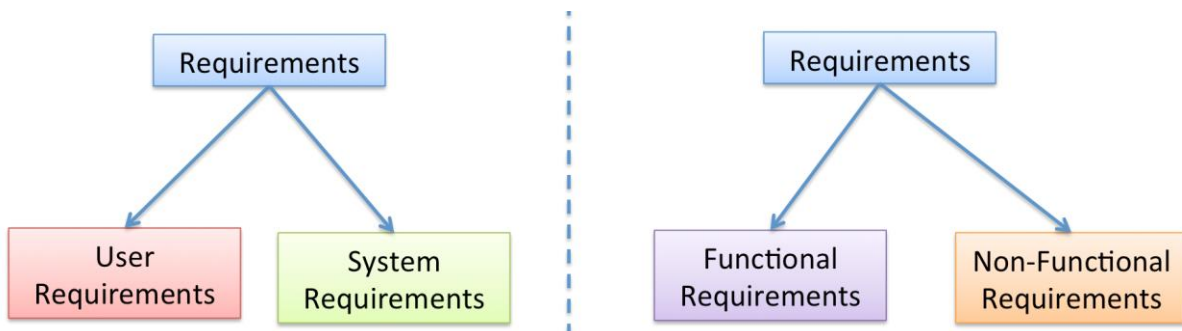 Requirements
User
Requirements
System
Requirements
Requirements
Functional
Requirements
Non-Functional
Requirements